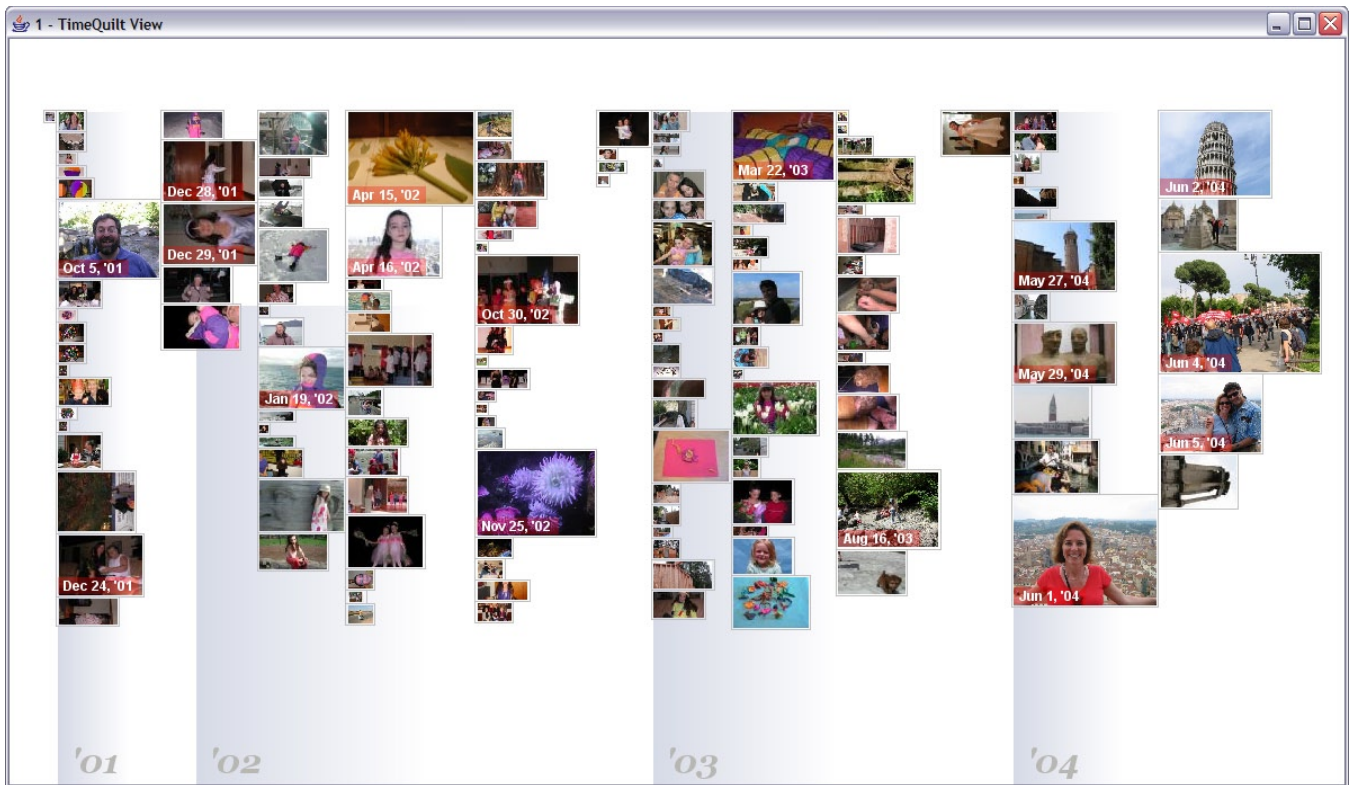 1 - TimeQuilt View
Oct 5, '01
Dec 24, '01
Dec 28, '01
Dec 29, '01
Jan 19, '02
Apr 15, '02
Apr 16, '02
Oct 30, '02
Nov 25, '02
Mar 22, '03
Aug 16, '03
May 27, '04
May 29, '04
Jun 1, '04
Jun 2, '04
Jun 4, '04
Jun 5, '04
'01
'02
'03
'04